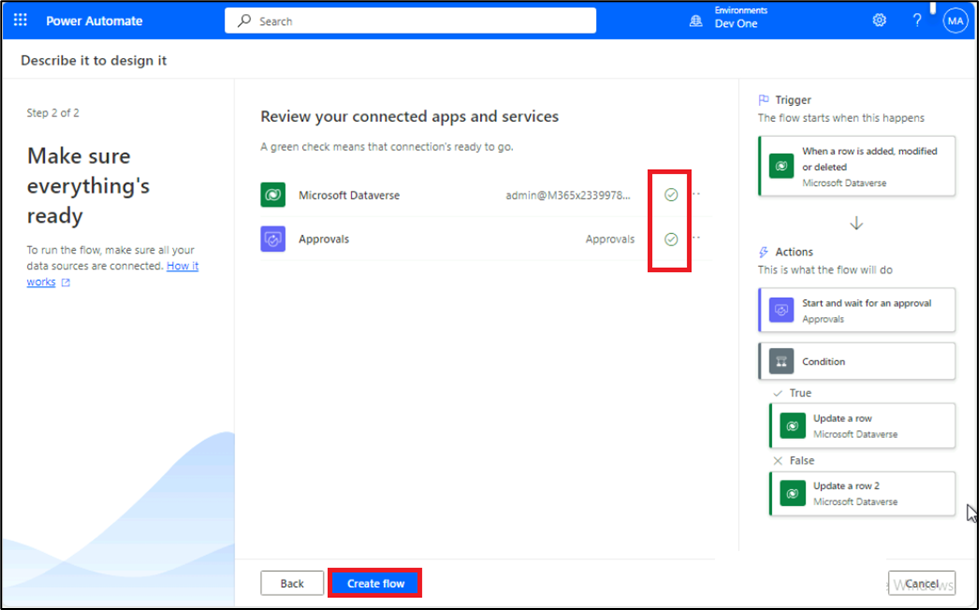 Power Automate
Search
Environments
Dev One
?
MA
Describe it to design it
Step 2 of 2
Make sure
everything's
ready
To run the flow, make sure all your
data sources are connected. How it
works
Review your connected apps and services
A green check means that connection's ready to go.
Microsoft Dataverse admin@M365x2339978...
Approvals Approvals
Trigger
The flow starts when this happens
When a row is added, modified
or deleted
Microsoft Dataverse
Actions
This is what the flow will do
Start and wait for an approval
Approvals
Condition
True
Update a row
Microsoft Dataverse
False
Update a row 2
Microsoft Dataverse
Back
Create flow
Cancel
Windows